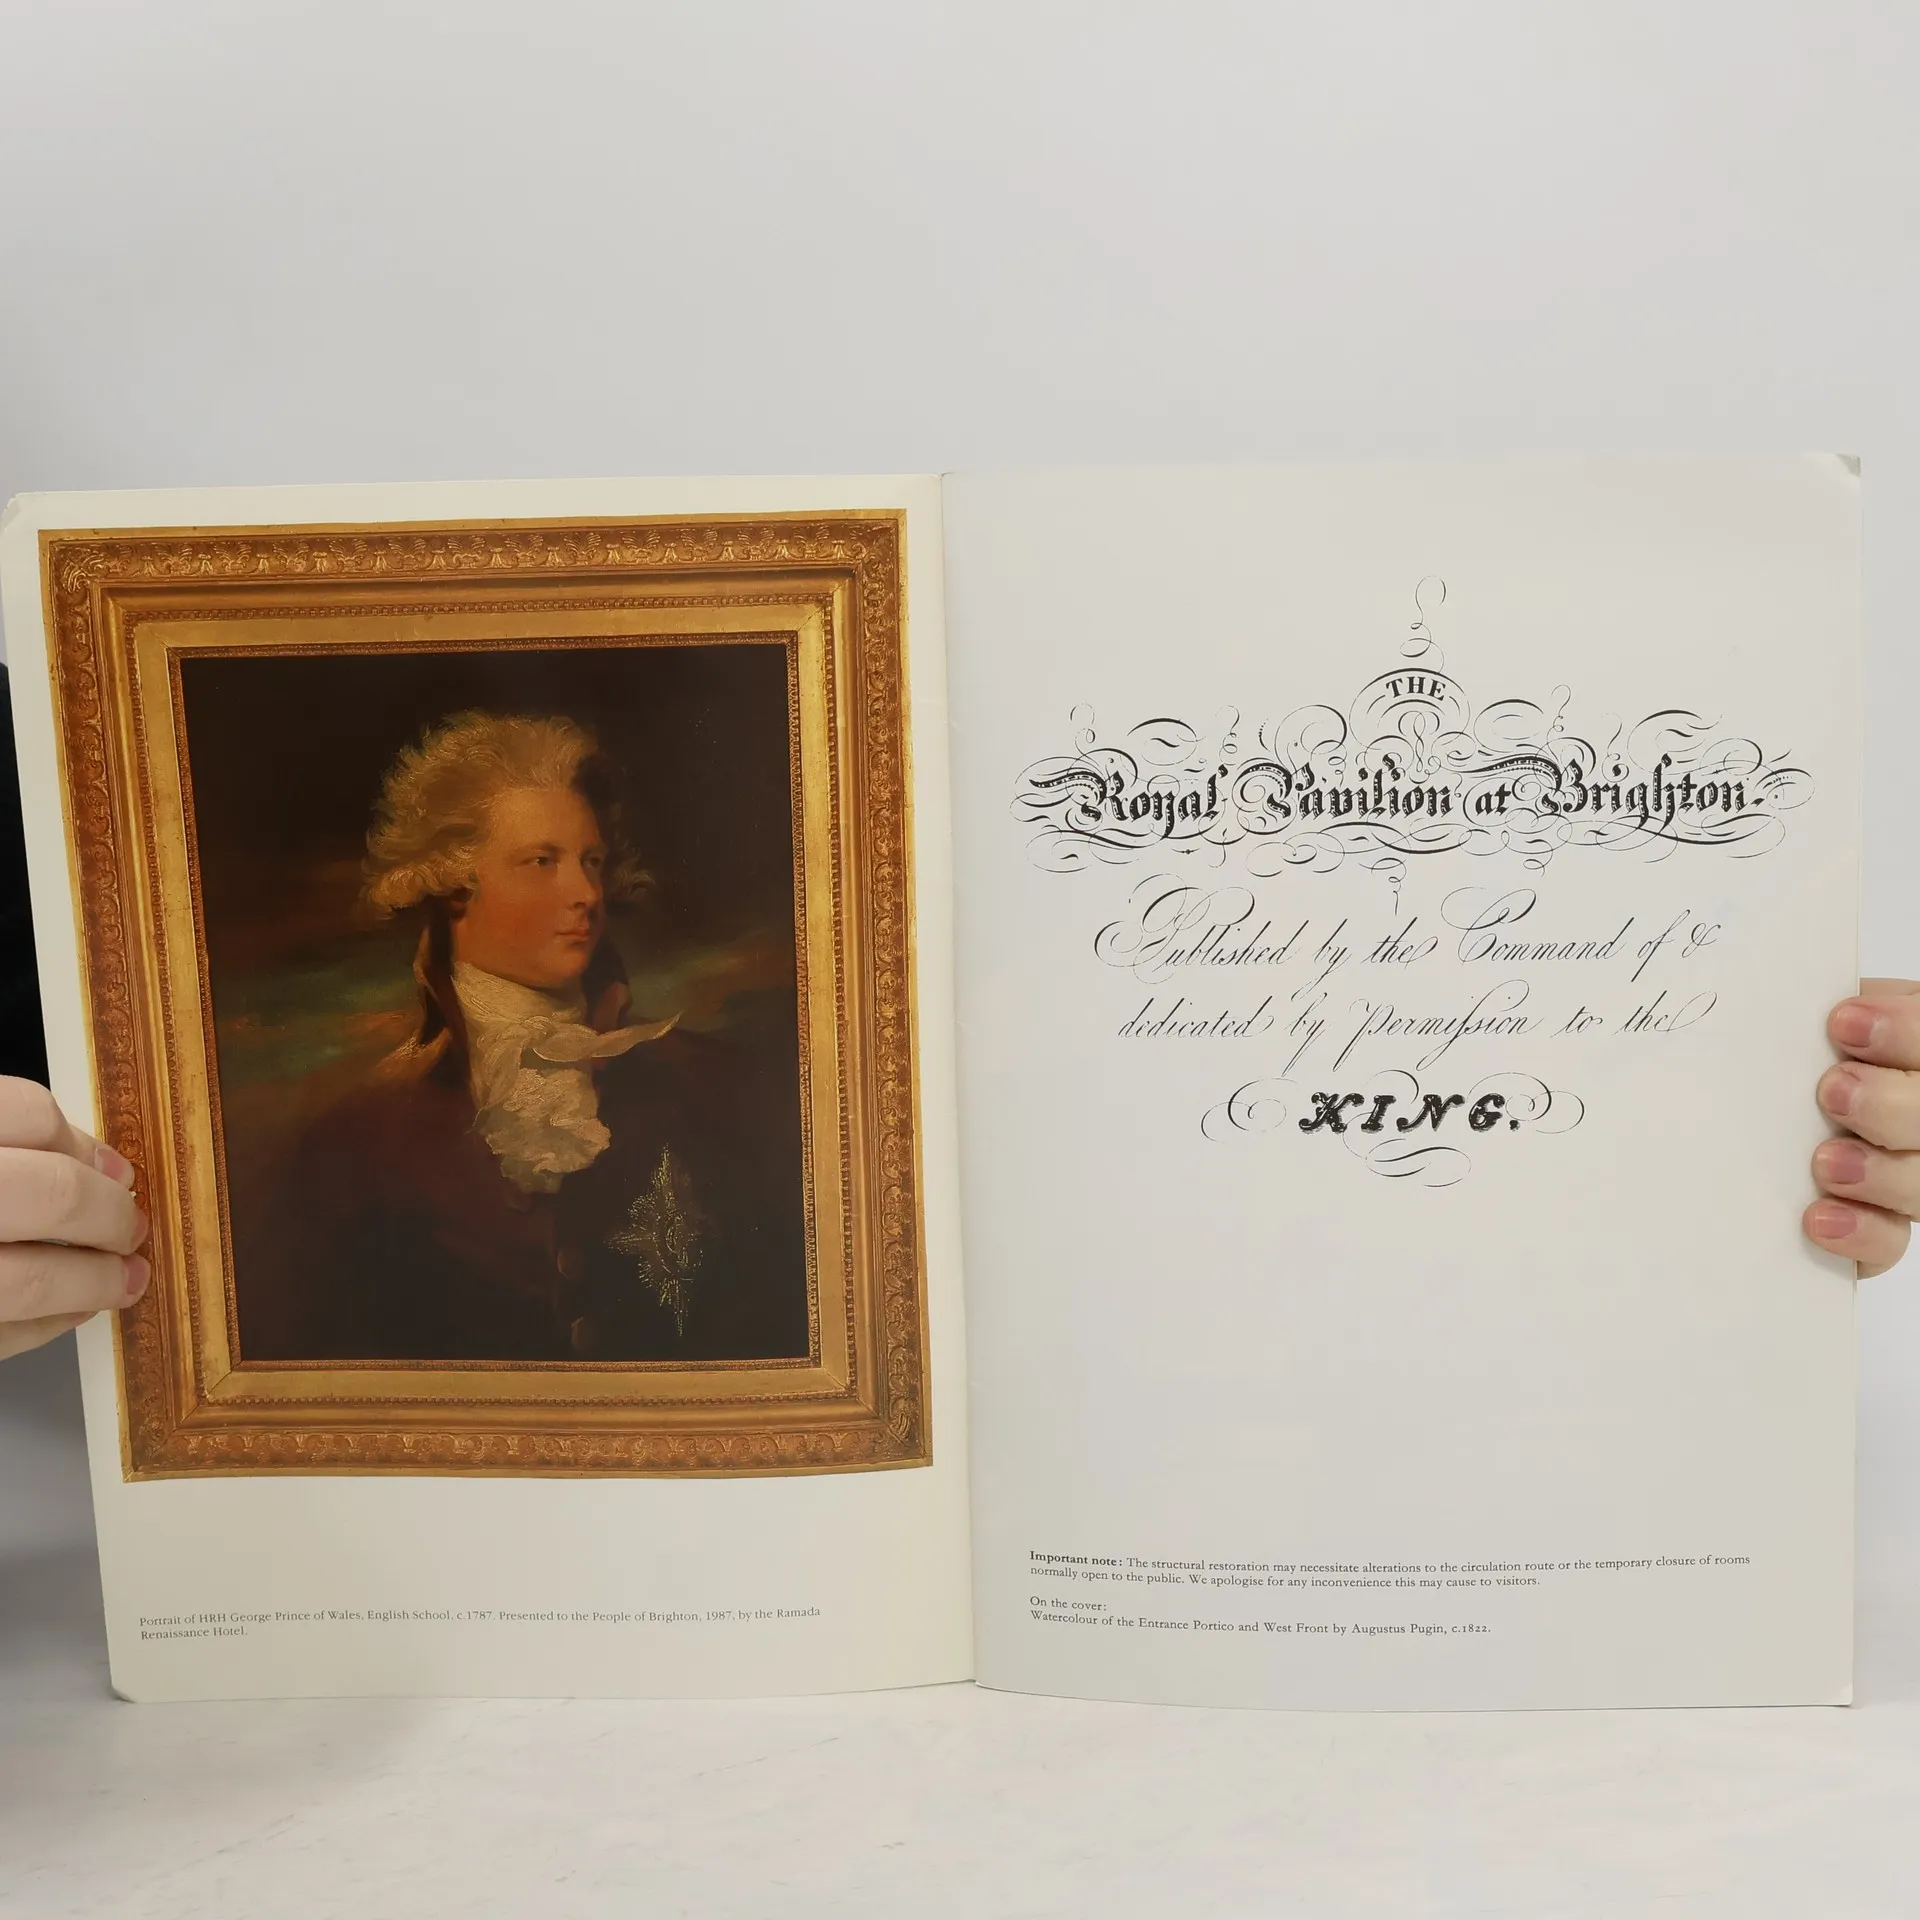 Portrait of HRH George Prince of Wales, English School, c.1787. Presented to the People of Brighton, 1987, by the Ramada
Renaissance Hotel.
THE
Royal Pavilion at Brighton.
Published by the Command of &
dedicated by Permiſsion to the
KING.
Important note: The structural restoration may necessitate alterations to the circulation route or the temporary closure of rooms
normally open to the public. We apologise for any inconvenience this may cause to visitors.
On the cover:
Watercolour of the Entrance Portico and West Front by Augustus Pugin, c.1822.